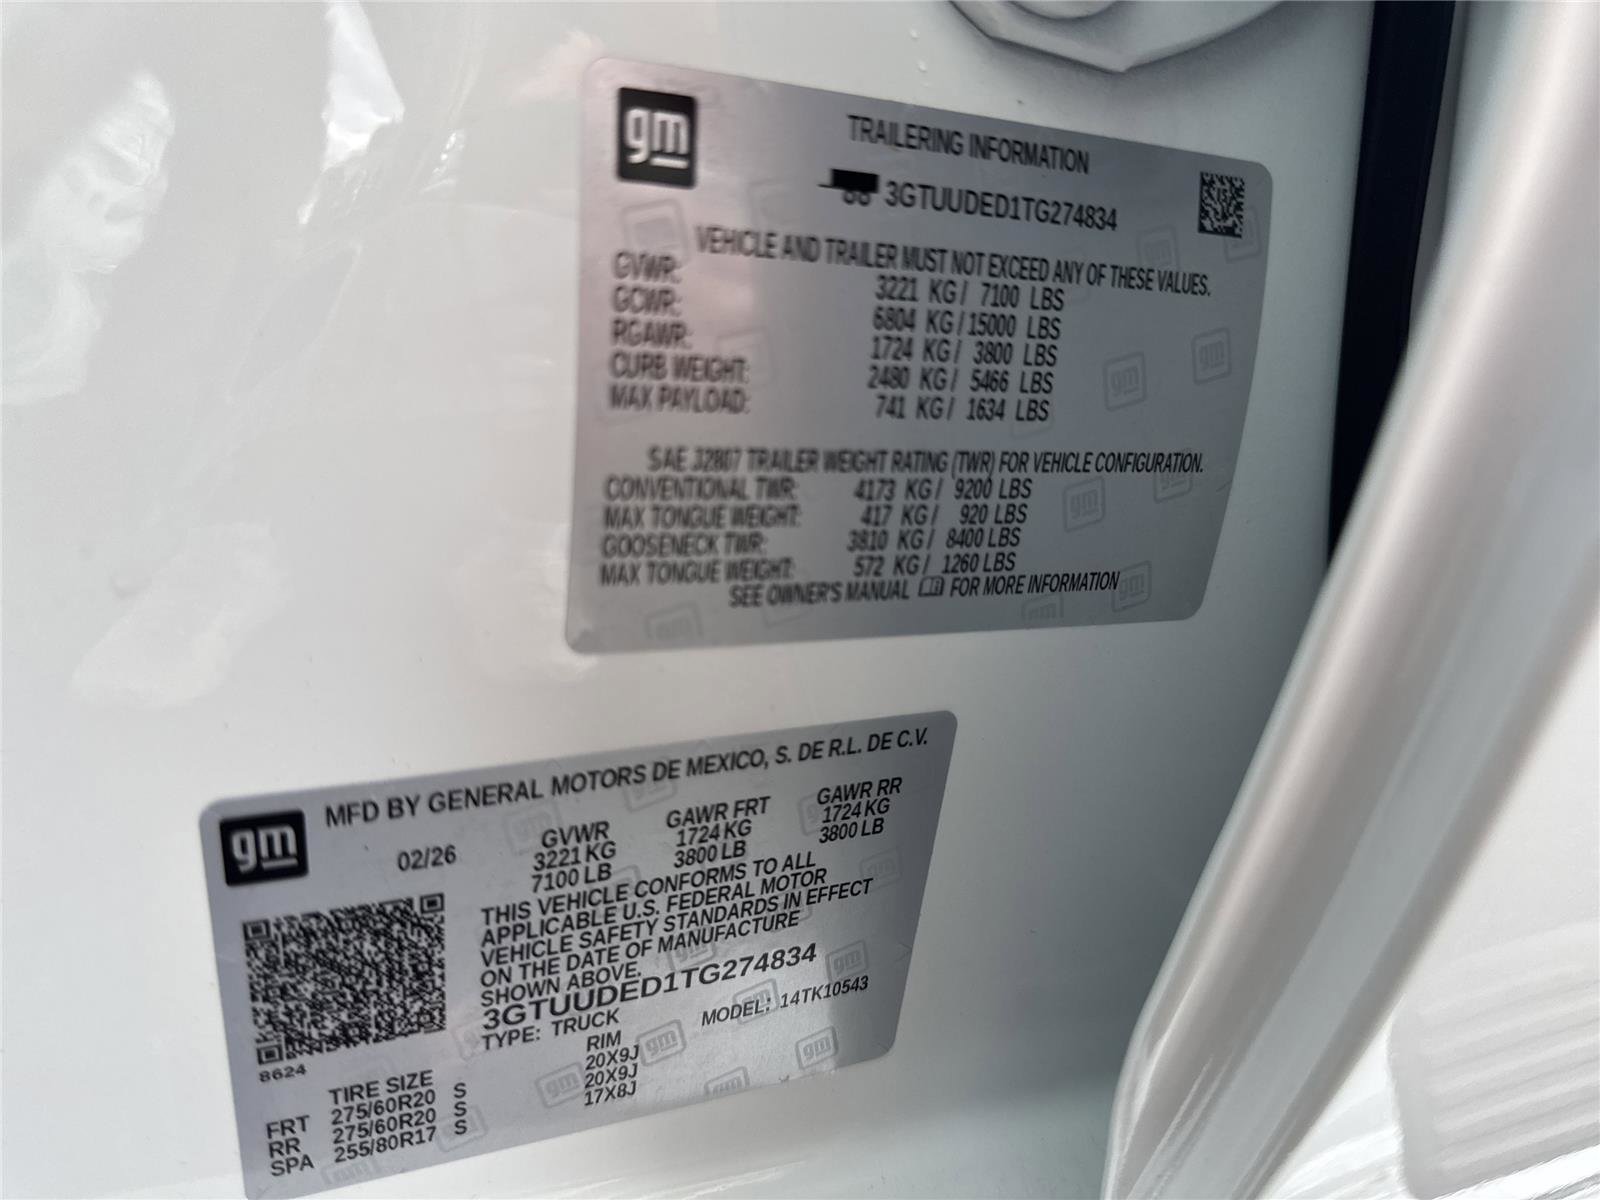 gm
TRAILERING INFORMATION
3GTUUDED1TG274834
VEHICLE AND TRAILER MUST NOT EXCEED ANY OF THESE VALUES.
GVWR: 3221 KG/ 7100 LBS
GCWR: 6804 KG/15000 LBS
RGAWR: 1724 KG/ 3800 LBS
CURB WEIGHT: 2480 KG/ 5466 LBS
MAX PAYLOAD: 741 KG/ 1634 LBS
SAE J2807 TRAILER WEIGHT RATING (TWR) FOR VEHICLE CONFIGURATION.
CONVENTIONAL TWR: 4173 KG/ 9200 LBS
MAX TONGUE WEIGHT: 417 KG/ 920 LBS
GOOSENECK TWR: 3810 KG/ 8400 LBS
MAX TONGUE WEIGHT: 572 KG/ 1260 LBS
SEE OWNER'S MANUAL FOR MORE INFORMATION
gm
MFD BY GENERAL MOTORS DE MEXICO, S. DE R.L. DE C.V.
02/26 GVWR GAWR FRT GAWR RR
3221 KG 1724 KG 1724 KG
7100 LB 3800 LB 3800 LB
THIS VEHICLE CONFORMS TO ALL
APPLICABLE U.S. FEDERAL MOTOR
VEHICLE SAFETY STANDARDS IN EFFECT
ON THE DATE OF MANUFACTURE
SHOWN ABOVE.
3GTUUDED1TG274834
TYPE: TRUCK MODEL: 14TK10543
8624
TIRE SIZE RIM
FRT 275/60R20 S 20X9J
RR 275/60R20 S 20X9J
SPA 255/80R17 S 17X8J